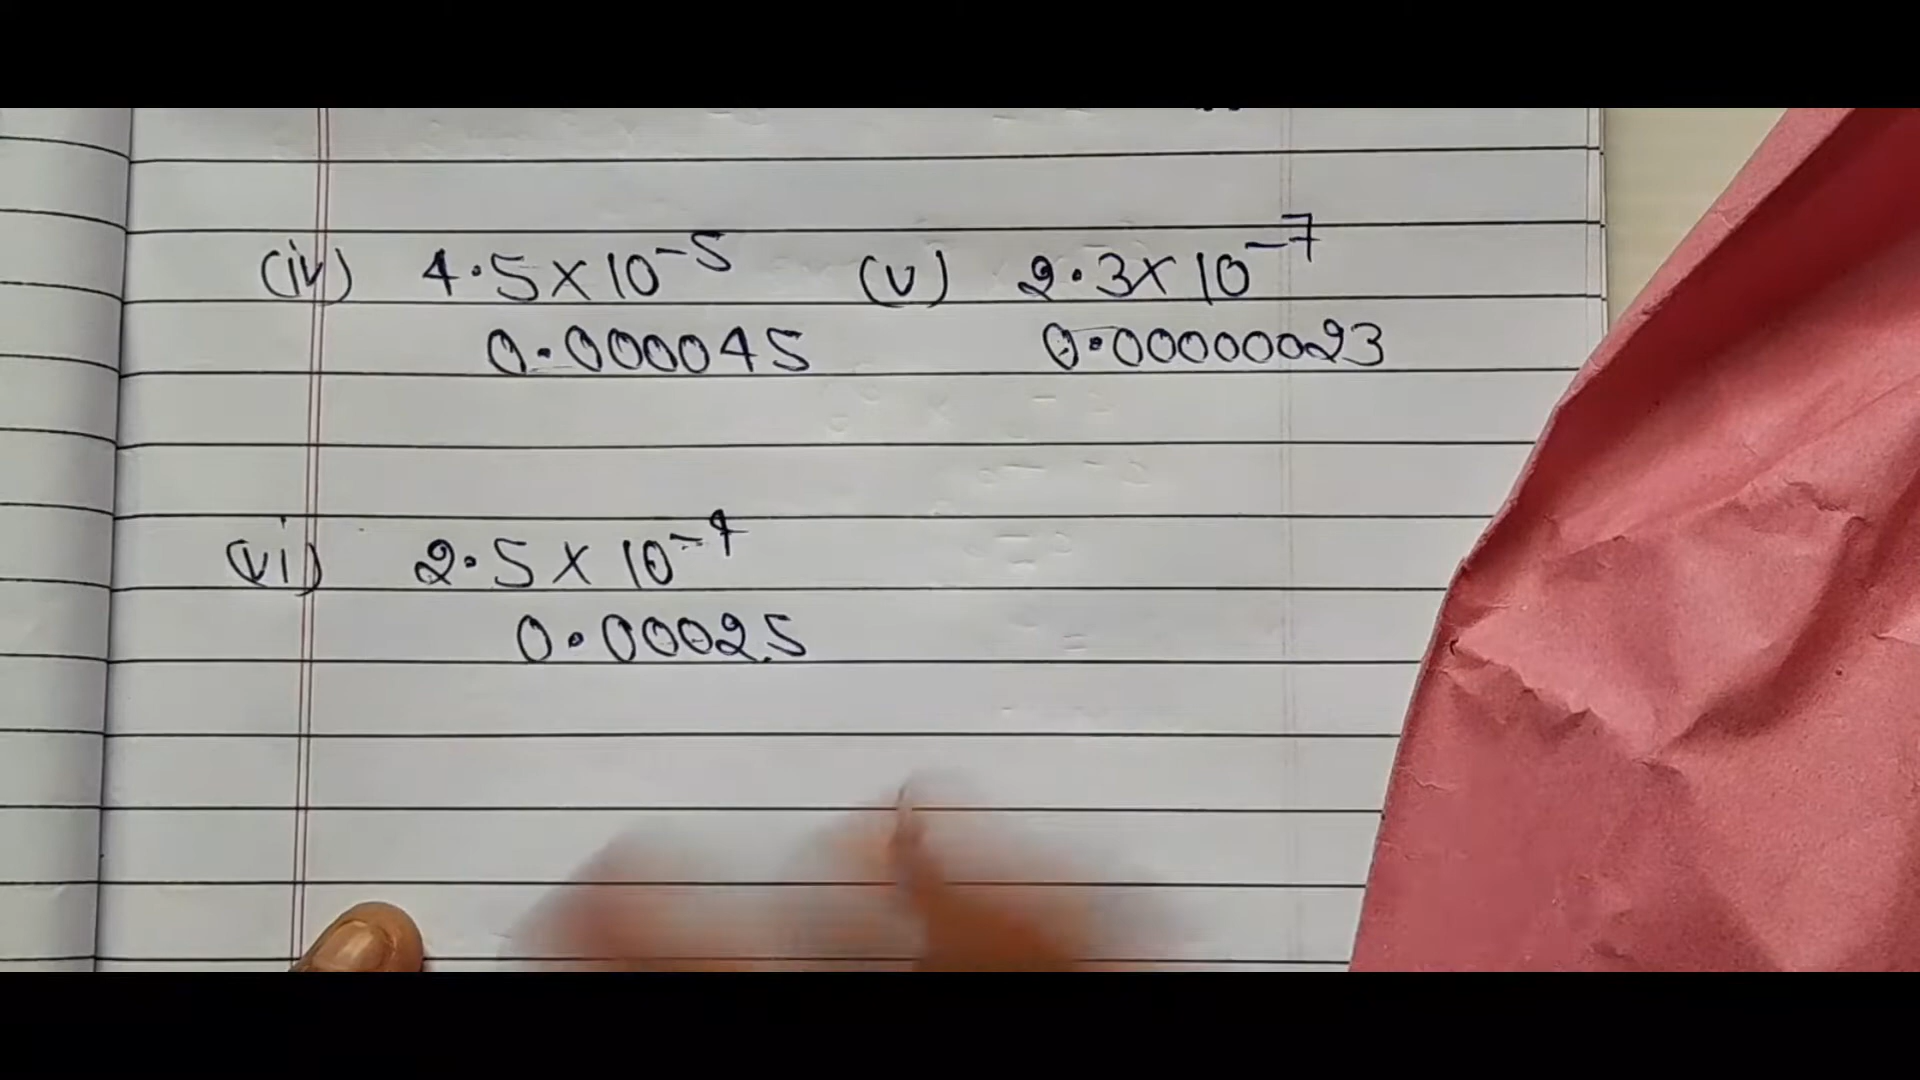 (iv) 4.5 × 10⁻⁵ (v) 2.3 × 10⁻⁷
0.000045 0.00000023
(vi) 2.5 × 10⁻⁴
0.00025